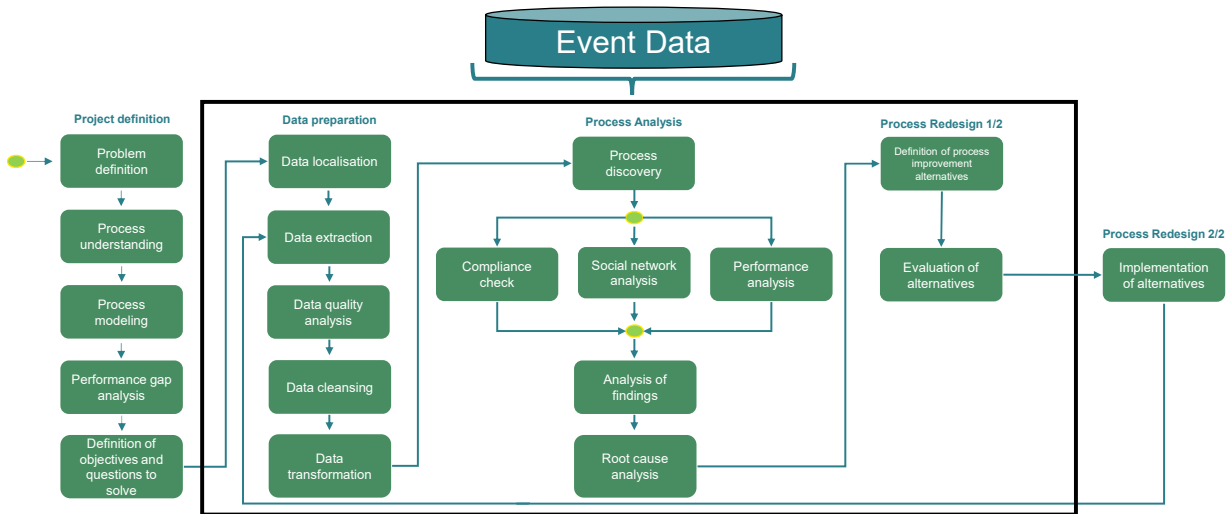 Event Data
Project definition
Problem
definition
Process
understanding
Process
modeling
Performance gap
analysis
Definition of
objectives and
questions to
solve
Data preparation
Data localisation
Data extraction
Data quality
analysis
Data cleansing
Data
transformation
Process Analysis
Process
discovery
Compliance
check
Social network
analysis
Performance
analysis
Analysis of
findings
Root cause
analysis
Process Redesign 1/2
Definition of process
improvement
alternatives
Evaluation of
alternatives
Process Redesign 2/2
Implementation
of alternatives